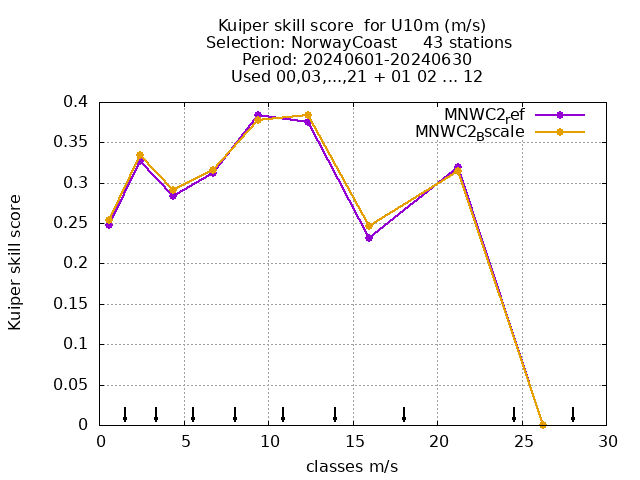 Kuiper skill score for U10m (m/s)
Selection: NorwayCoast 43 stations
Period: 20240601-20240630
Used 00,03,...,21 + 01 02 ... 12
MNWC2ref
MNWC2Bscale
Kuiper skill score
0.4
0.35
0.3
0.25
0.2
0.15
0.1
0.05
0
0 5 10 15 20 25 30
classes m/s